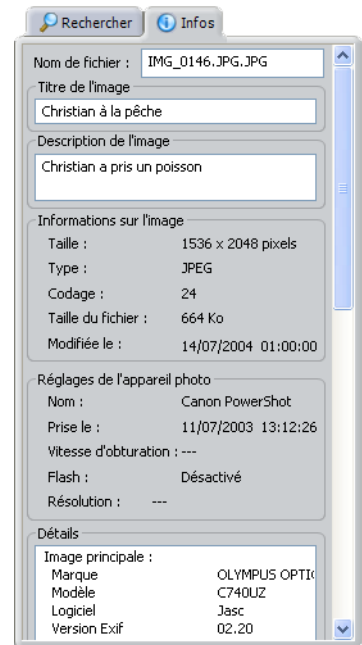 Rechercher Infos
Nom de fichier : IMG_0146.JPG.JPG
Titre de l'image
Christian à la pêche
Description de l'image
Christian a pris un poisson
Informations sur l'image
Taille : 1536 x 2048 pixels
Type : JPEG
Codage : 24
Taille du fichier : 664 Ko
Modifiée le : 14/07/2004 01:00:00
Réglages de l'appareil photo
Nom : Canon PowerShot
Prise le : 11/07/2003 13:12:26
Vitesse d'obturation : ---
Flash : Désactivé
Résolution : ---
Détails
Image principale :
Marque OLYMPUS OPTI
Modèle C740UZ
Logiciel Jasc
Version Exif 02.20